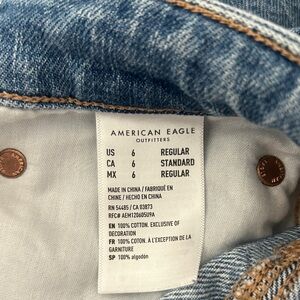 AMERICAN EAGLE
OUTFITTERS
US 6 REGULAR
CA 6 STANDARD
MX 6 REGULAR
MADE IN CHINA / FABRIQUÉ EN
CHINE / HECHO EN CHINA
RN 54485 / CA 03873
RFC# AEM120605U9A
EN 100% COTTON. EXCLUSIVE OF
DECORATION
FR 100% COTON. À L'EXCEPTION DE LA
GARNITURE
SP 100% algodón